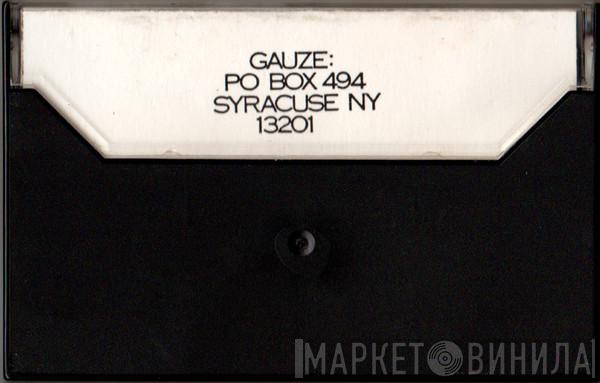 GAUZE:
PO BOX 494
SYRACUSE NY
13201
МАРКЕТ ВИНИЛА